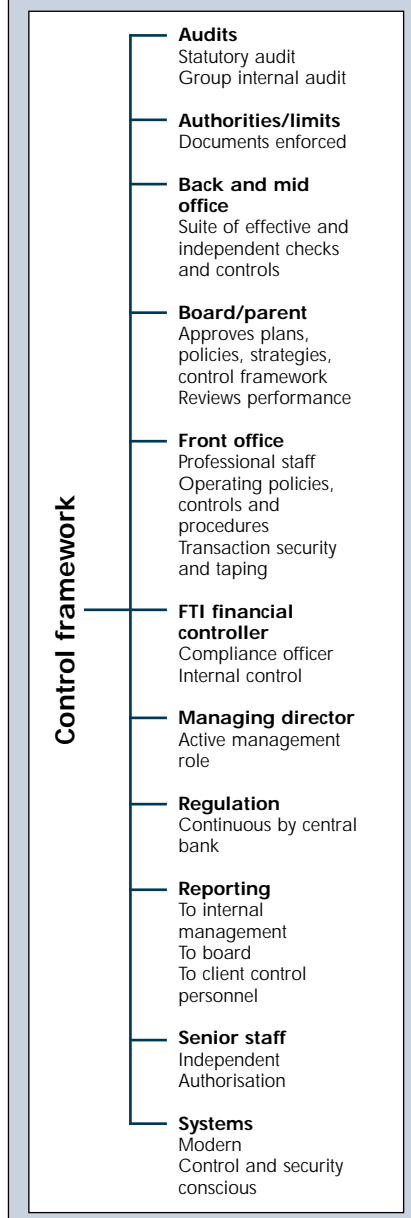 Control framework
Audits
Statutory audit
Group internal audit
Authorities/limits
Documents enforced
Back and mid
office
Suite of effective and
independent checks
and controls
Board/parent
Approves plans,
policies, strategies,
control framework
Reviews performance
Front office
Professional staff
Operating policies,
controls and
procedures
Transaction security
and taping
FTI financial
controller
Compliance officer
Internal control
Managing director
Active management
role
Regulation
Continuous by central
bank
Reporting
To internal
management
To board
To client control
personnel
Senior staff
Independent
Authorisation
Systems
Modern
Control and security
conscious